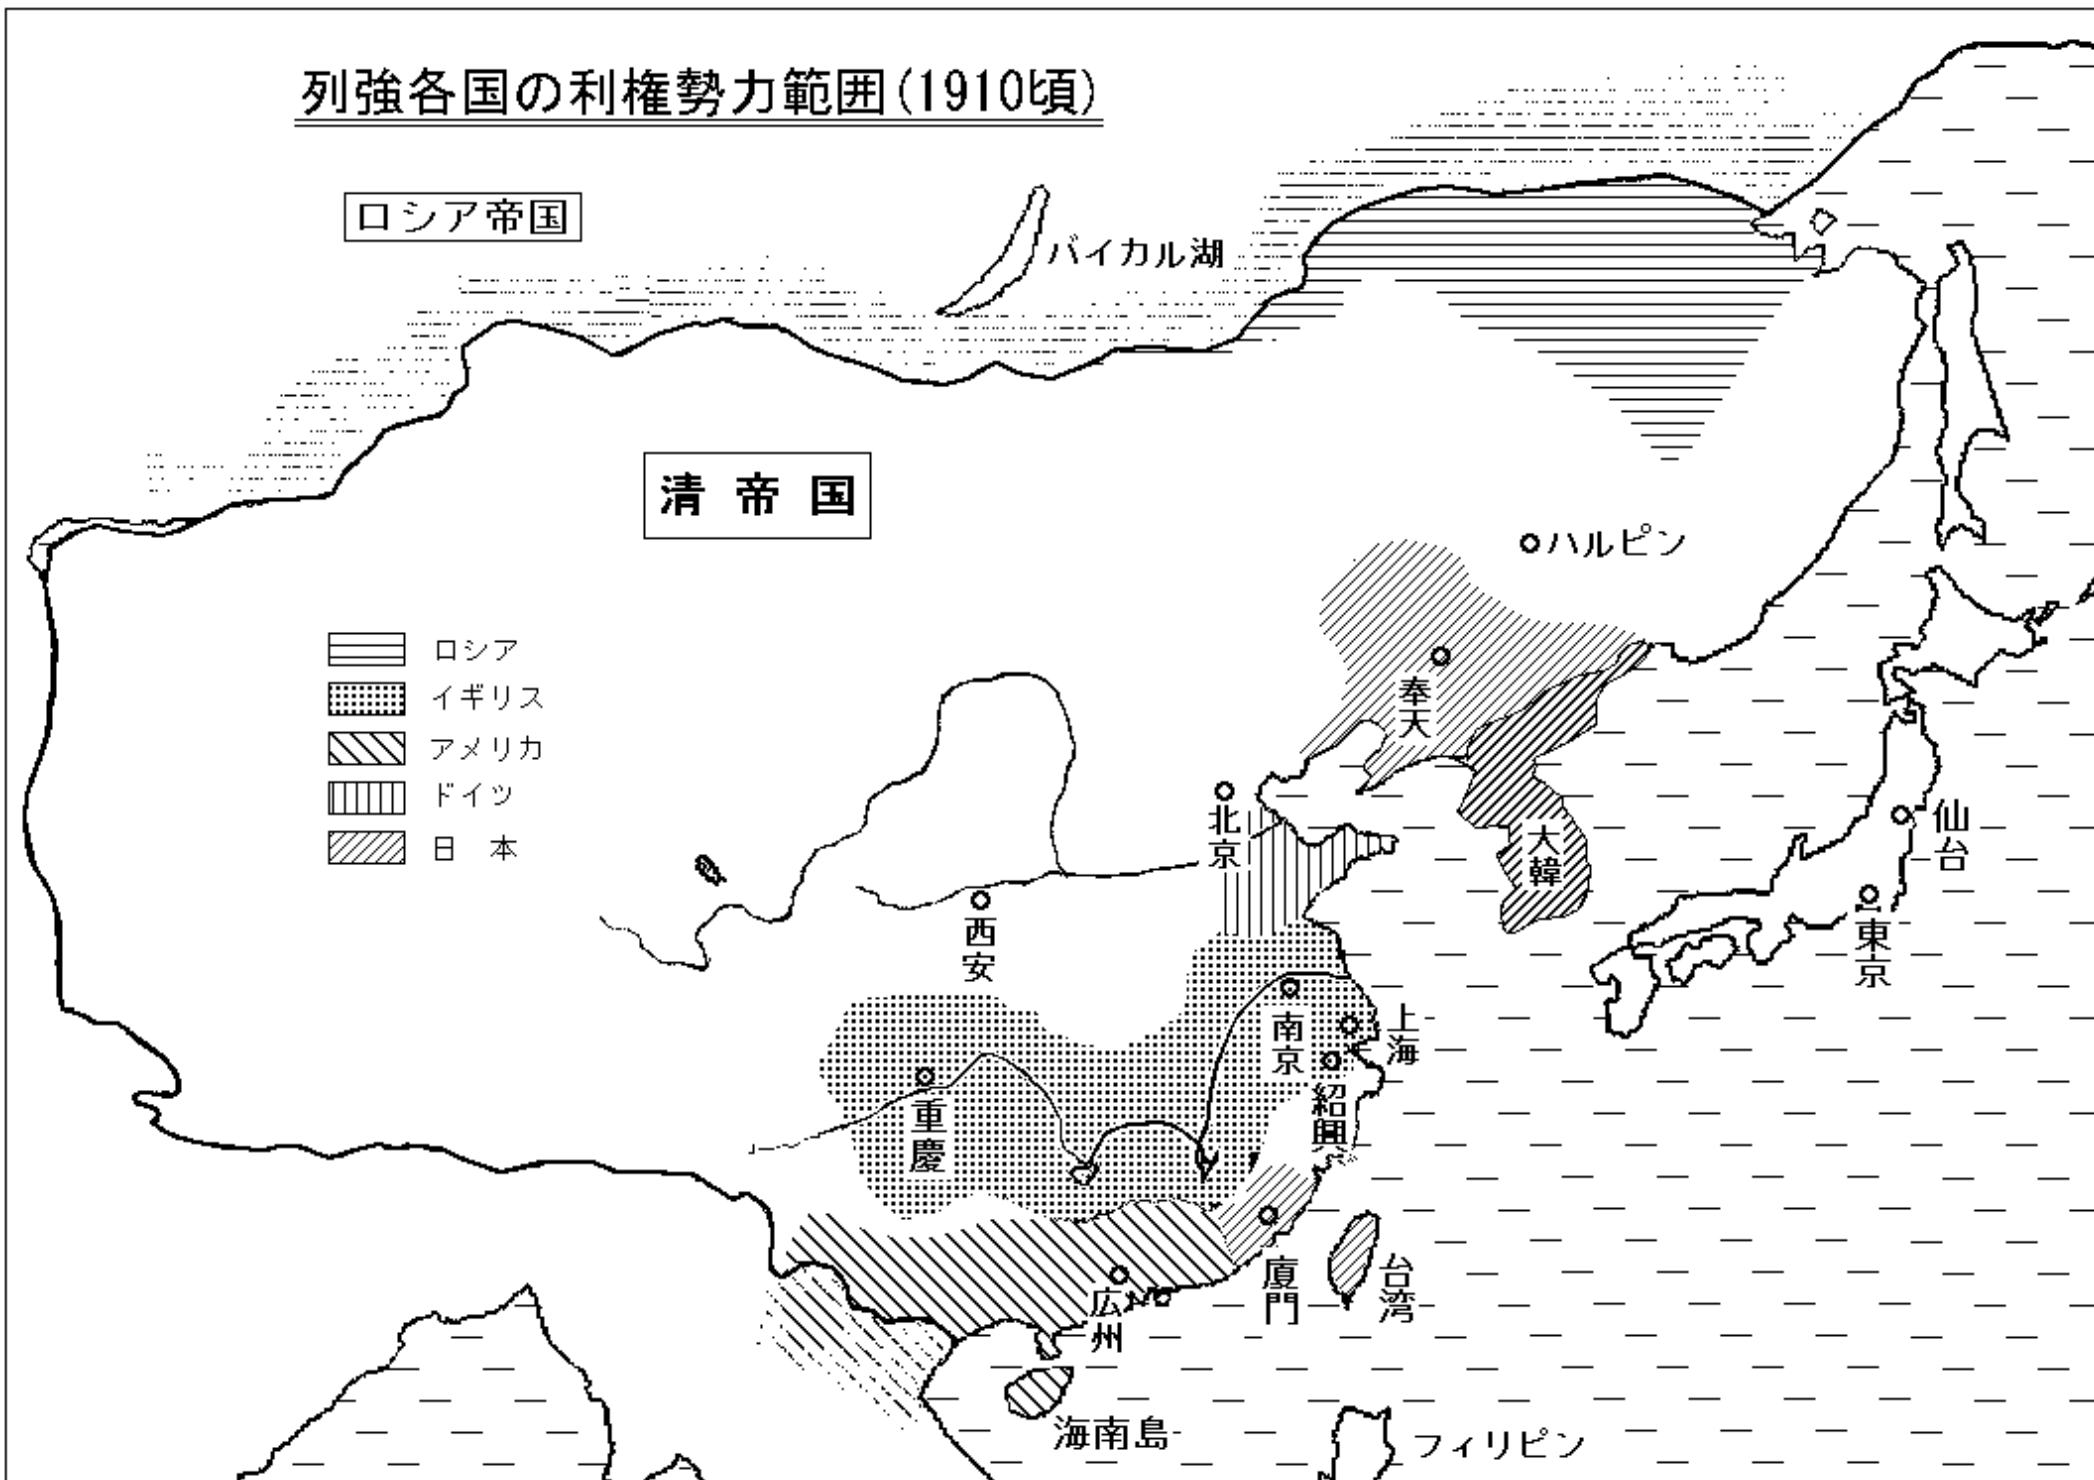 列強各国の利権勢力範囲(1910頃)
ロシア帝国
バイカル湖
清帝国
ハルピン
ロシア
イギリス
アメリカ
ドイツ
日本
奉天
北京
大韓
仙台
東京
西安
南京
上海
紹興
重慶
廈門
台湾
広州
海南島
フィリピン